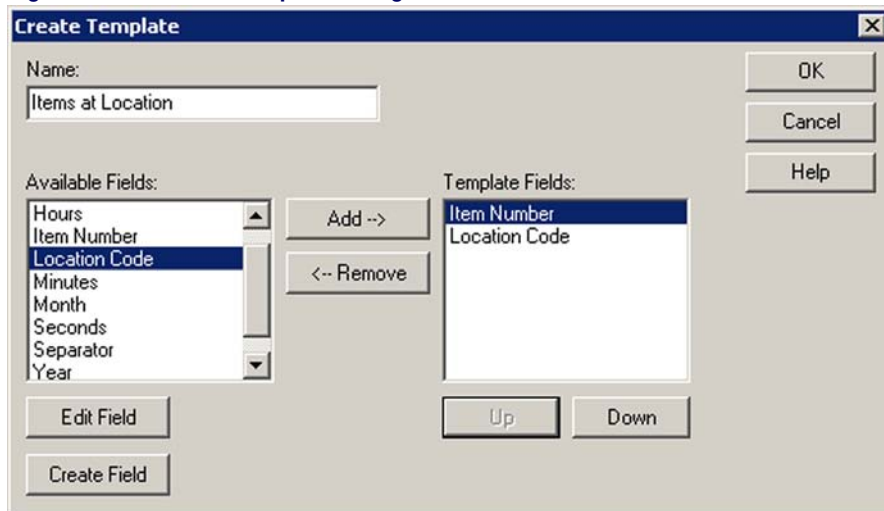 Create Template
Name:
Items at Location
OK
Cancel
Help
Available Fields:
Hours
Item Number
Location Code
Minutes
Month
Seconds
Separator
Year
Add -->
<-- Remove
Template Fields:
Item Number
Location Code
Up
Down
Edit Field
Create Field